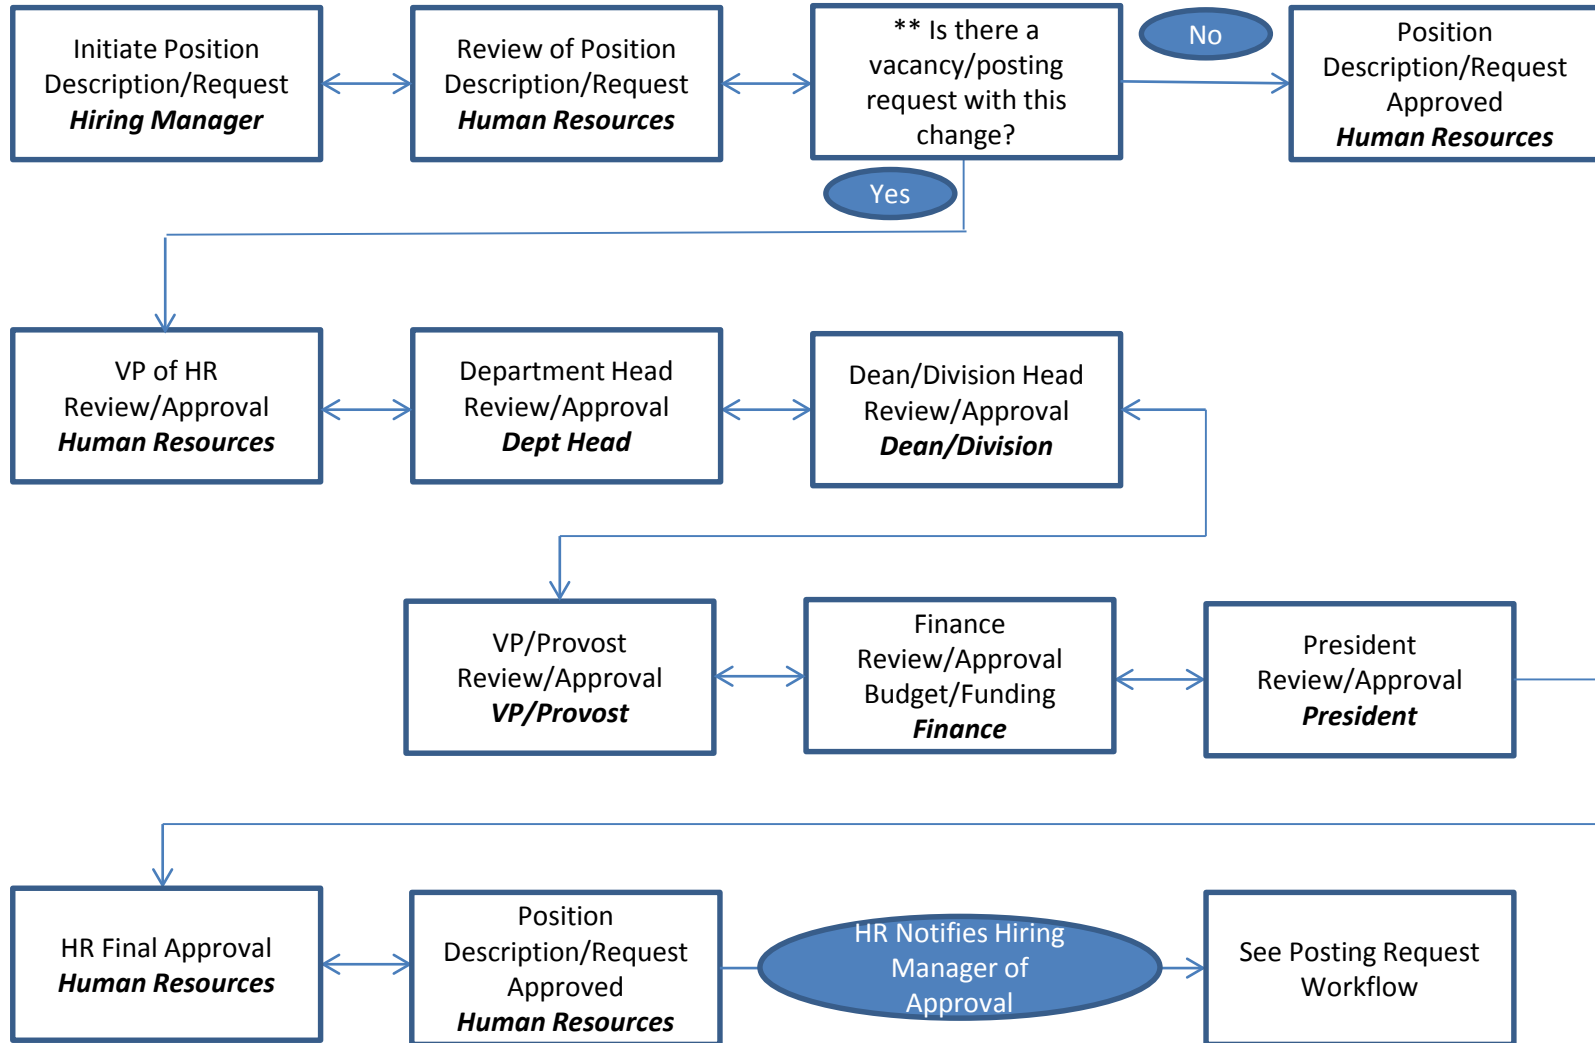 Initiate Position
Description/Request
Hiring Manager
Review of Position
Description/Request
Human Resources
** Is there a
vacancy/posting
request with this
change?
No
Position
Description/Request
Approved
Human Resources
Yes
VP of HR
Review/Approval
Human Resources
Department Head
Review/Approval
Dept Head
Dean/Division Head
Review/Approval
Dean/Division
VP/Provost
Review/Approval
VP/Provost
Finance
Review/Approval
Budget/Funding
Finance
President
Review/Approval
President
HR Final Approval
Human Resources
Position
Description/Request
Approved
Human Resources
HR Notifies Hiring
Manager of
Approval
See Posting Request
Workflow